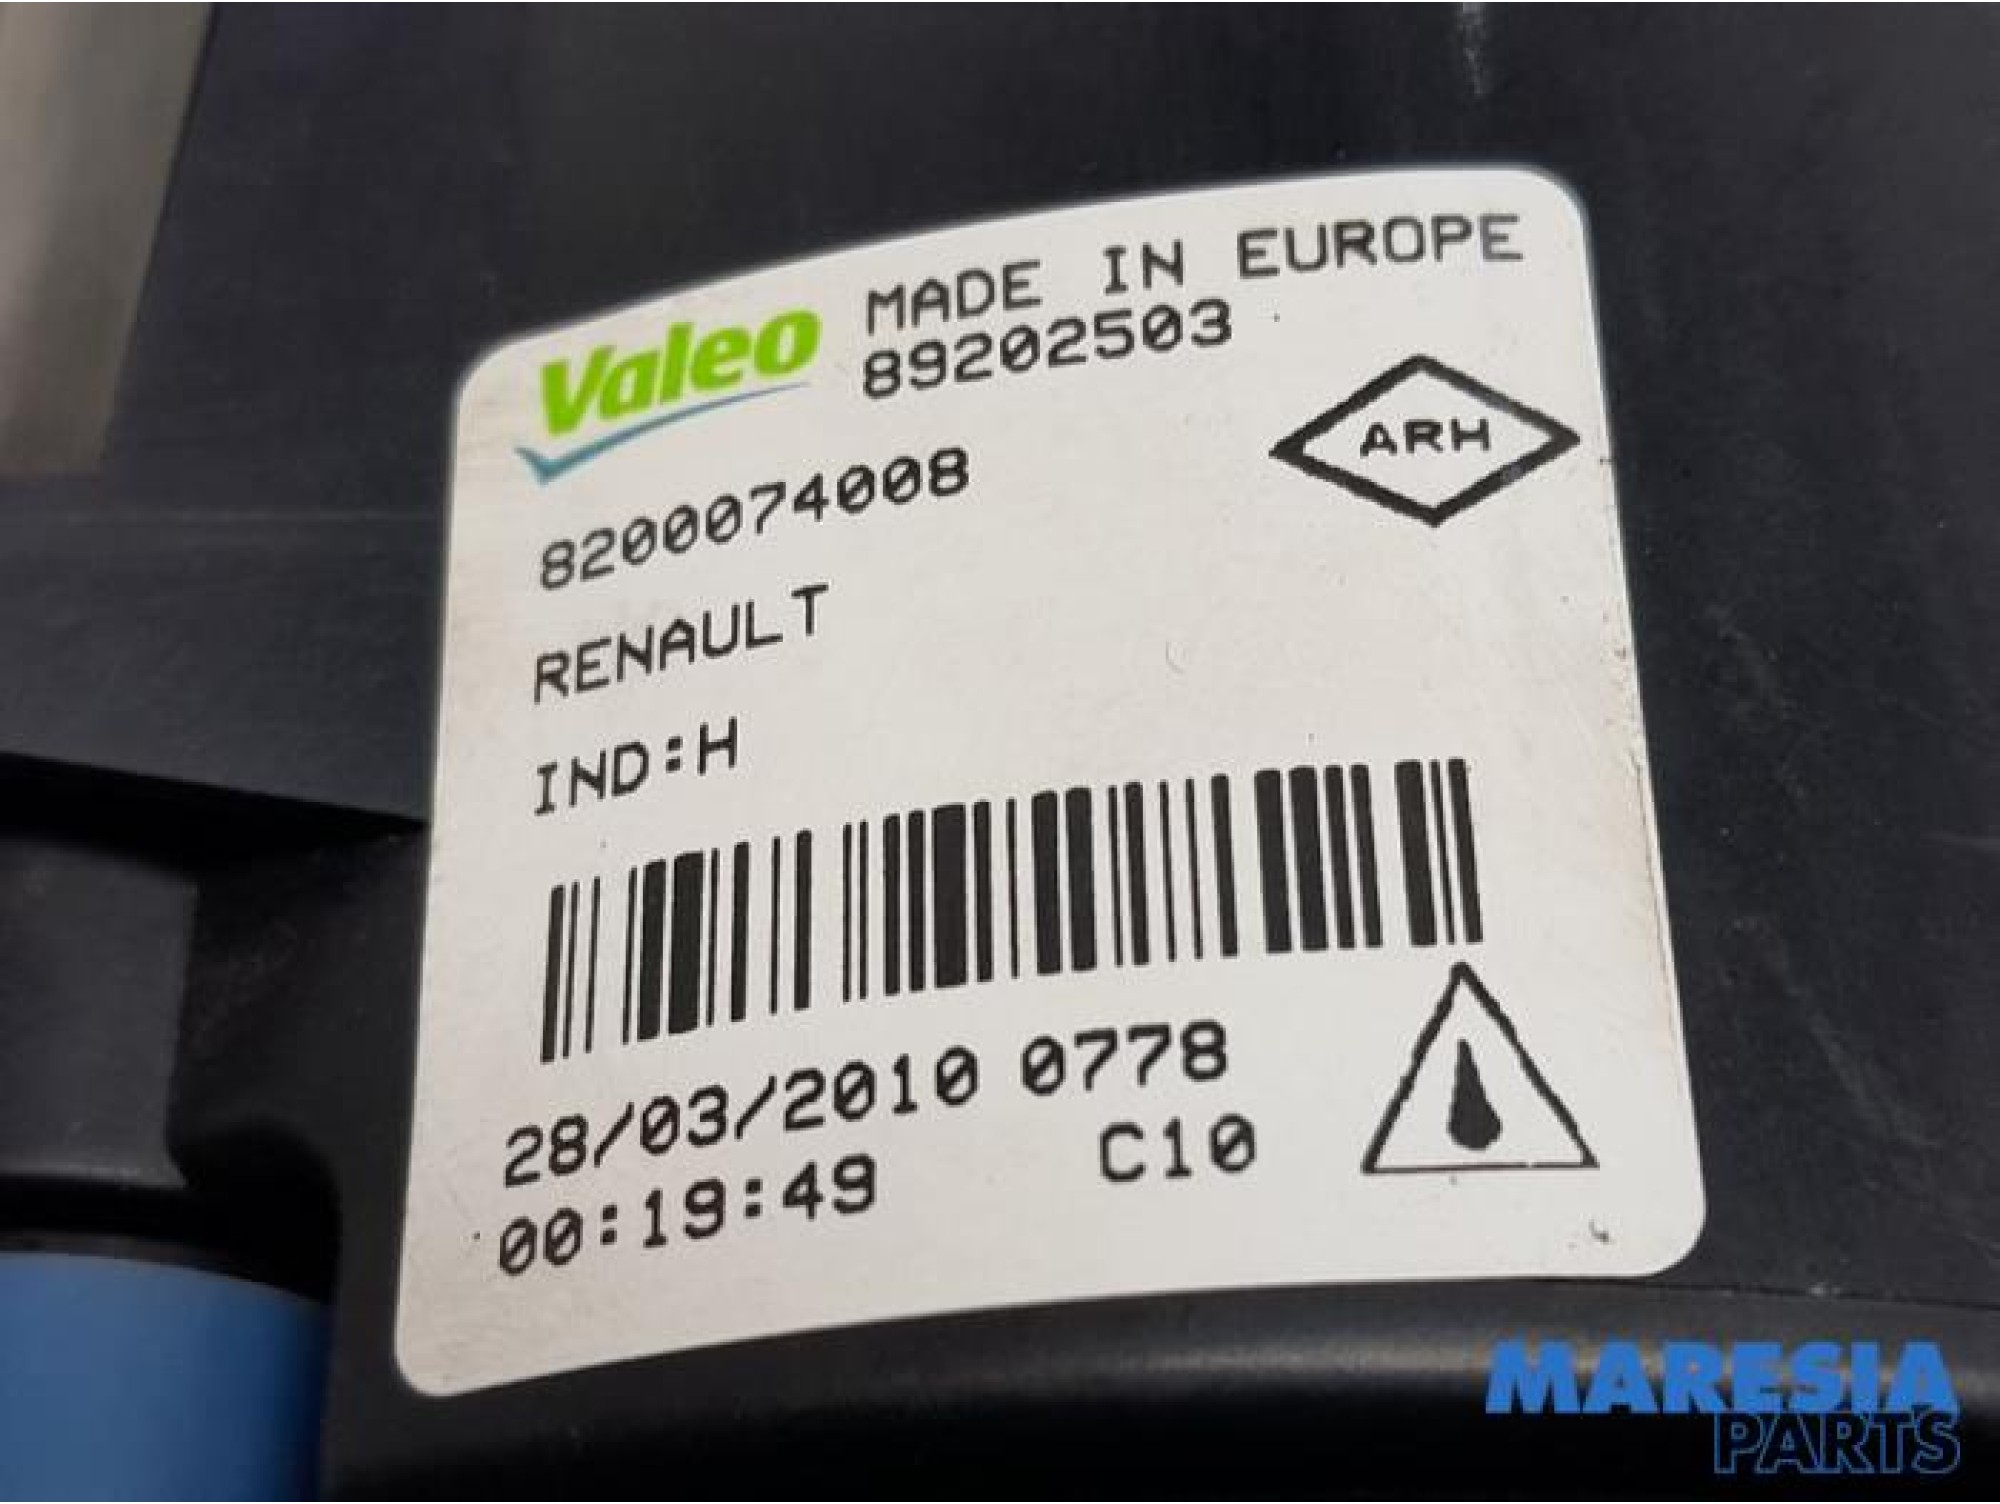 Valeo MADE IN EUROPE
89202503
ARH
8200074008
RENAULT
IND:H
28/03/2010 0778
00:19:49 C10
MARESIA
PARTS